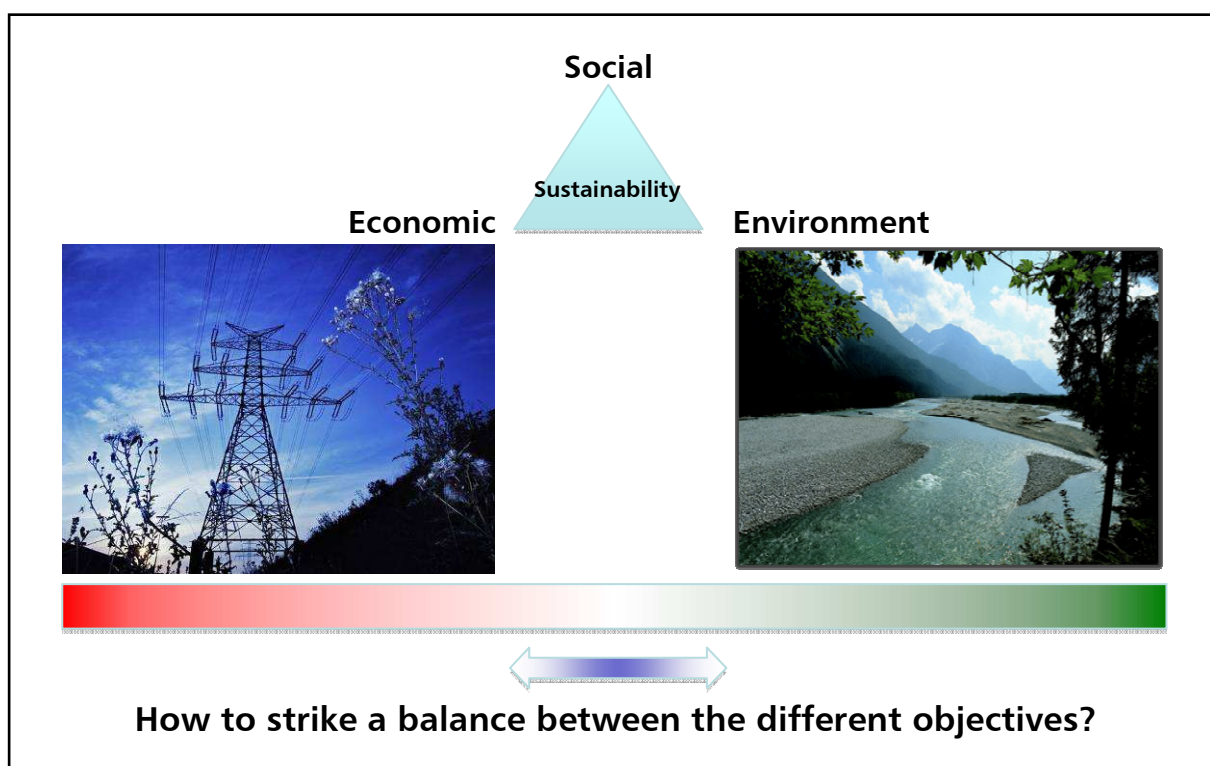 Social
Sustainability
Economic
Environment
How to strike a balance between the different objectives?